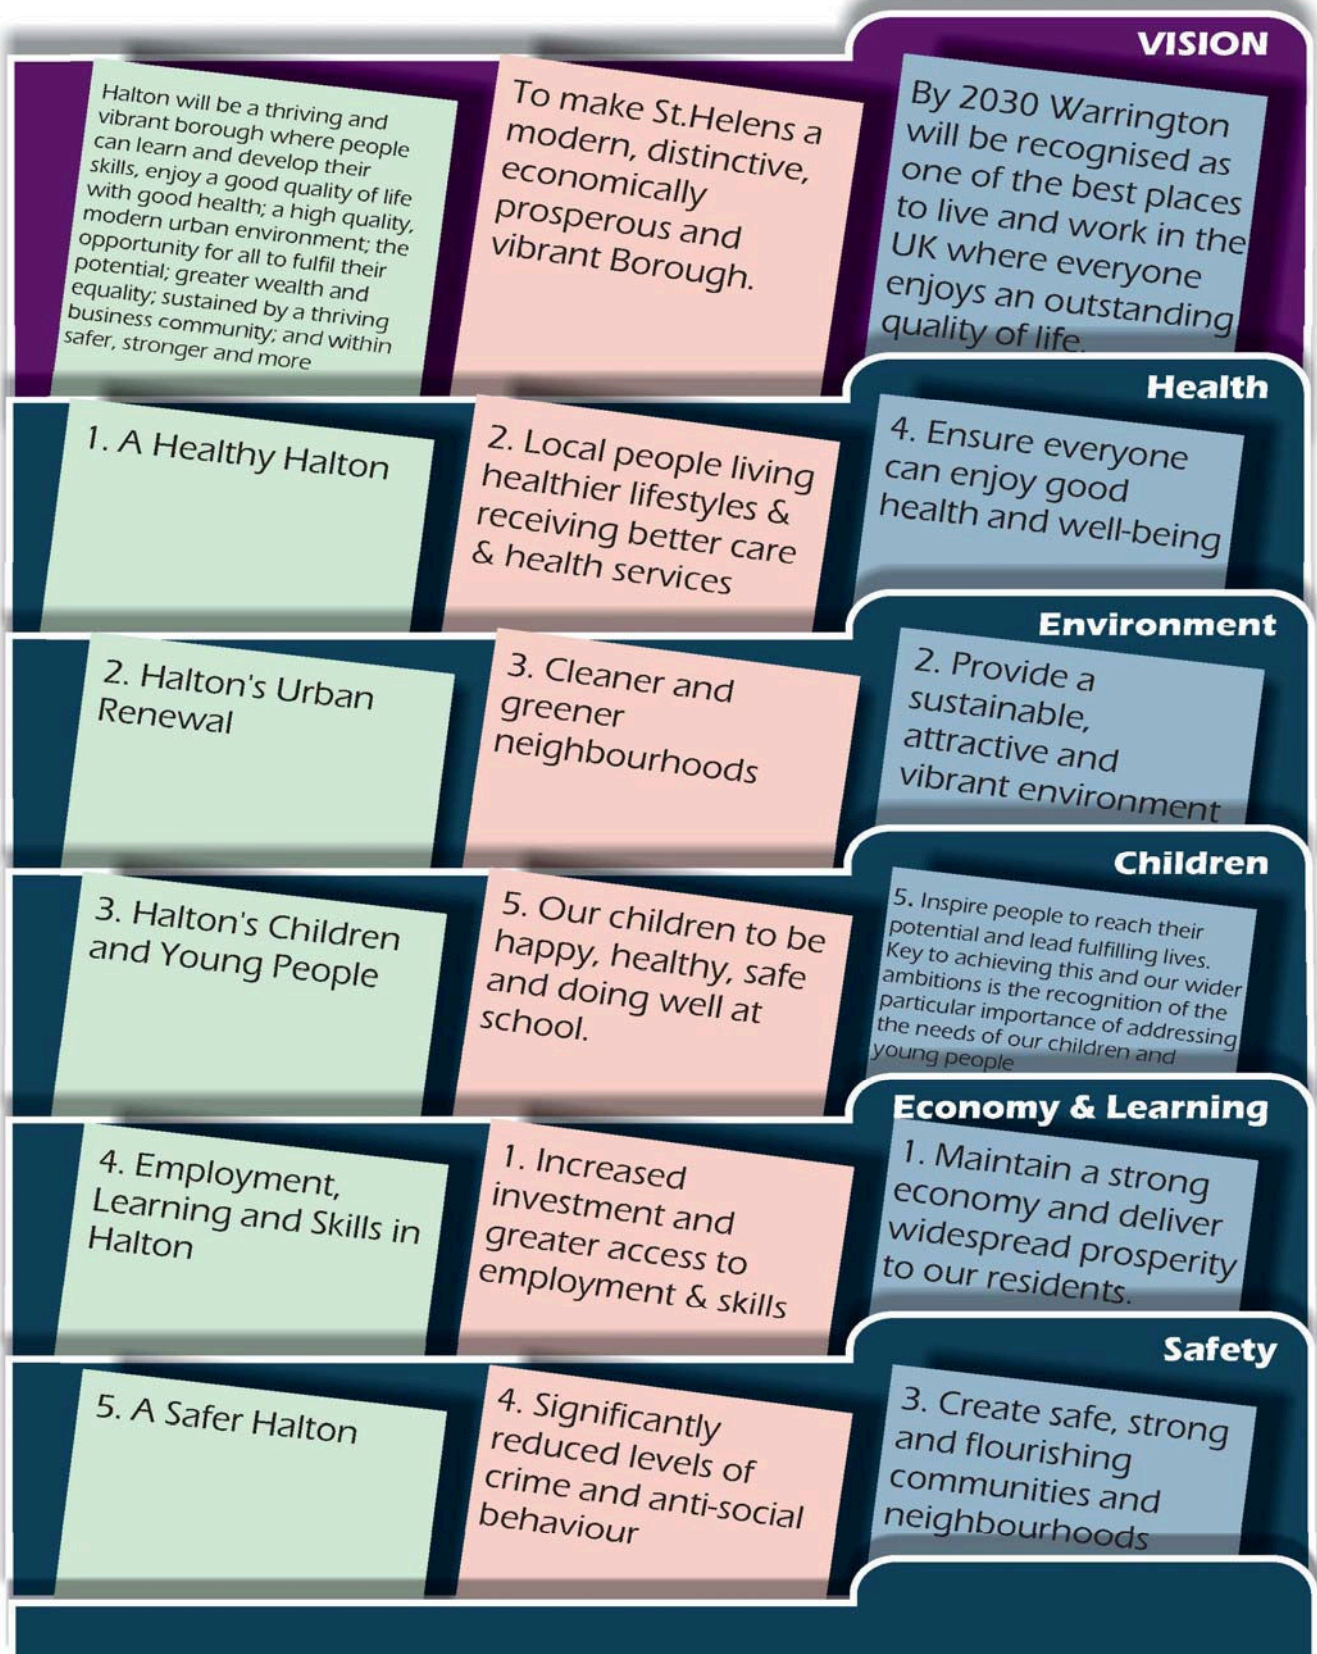 VISION
Halton will be a thriving and
vibrant borough where people
can learn and develop their
skills, enjoy a good quality of life
with good health; a high quality,
modern urban environment; the
opportunity for all to fulfil their
potential; greater wealth and
equality; sustained by a thriving
business community; and within
safer, stronger and more
To make St.Helens a
modern, distinctive,
economically
prosperous and
vibrant Borough.
By 2030 Warrington
will be recognised as
one of the best places
to live and work in the
UK where everyone
enjoys an outstanding
quality of life.
Health
1. A Healthy Halton
2. Local people living
healthier lifestyles &
receiving better care
& health services
4. Ensure everyone
can enjoy good
health and well-being
Environment
2. Halton's Urban
Renewal
3. Cleaner and
greener
neighbourhoods
2. Provide a
sustainable,
attractive and
vibrant environment
Children
3. Halton's Children
and Young People
5. Our children to be
happy, healthy, safe
and doing well at
school.
5. Inspire people to reach their
potential and lead fulfilling lives.
Key to achieving this and our wider
ambitions is the recognition of the
particular importance of addressing
the needs of our children and
young people
Economy & Learning
4. Employment,
Learning and Skills in
Halton
1. Increased
investment and
greater access to
employment & skills
1. Maintain a strong
economy and deliver
widespread prosperity
to our residents.
Safety
5. A Safer Halton
4. Significantly
reduced levels of
crime and anti-social
behaviour
3. Create safe, strong
and flourishing
communities and
neighbourhoods